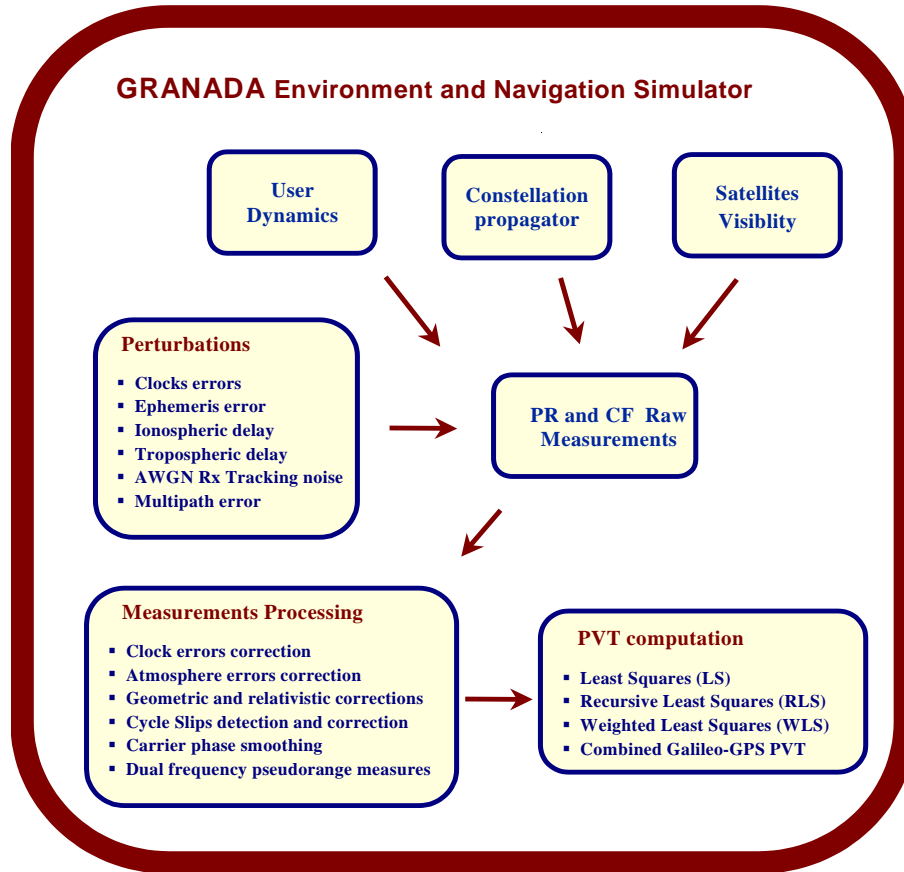 GRANADA Environment and Navigation Simulator
User
Dynamics
Constellation
propagator
Satellites
Visiblity
Perturbations
▪ Clocks errors
▪ Ephemeris error
▪ Ionospheric delay
▪ Tropospheric delay
▪ AWGN Rx Tracking noise
▪ Multipath error
PR and CF Raw
Measurements
Measurements Processing
▪ Clock errors correction
▪ Atmosphere errors correction
▪ Geometric and relativistic corrections
▪ Cycle Slips detection and correction
▪ Carrier phase smoothing
▪ Dual frequency pseudorange measures
PVT computation
▪ Least Squares (LS)
▪ Recursive Least Squares (RLS)
▪ Weighted Least Squares (WLS)
▪ Combined Galileo-GPS PVT